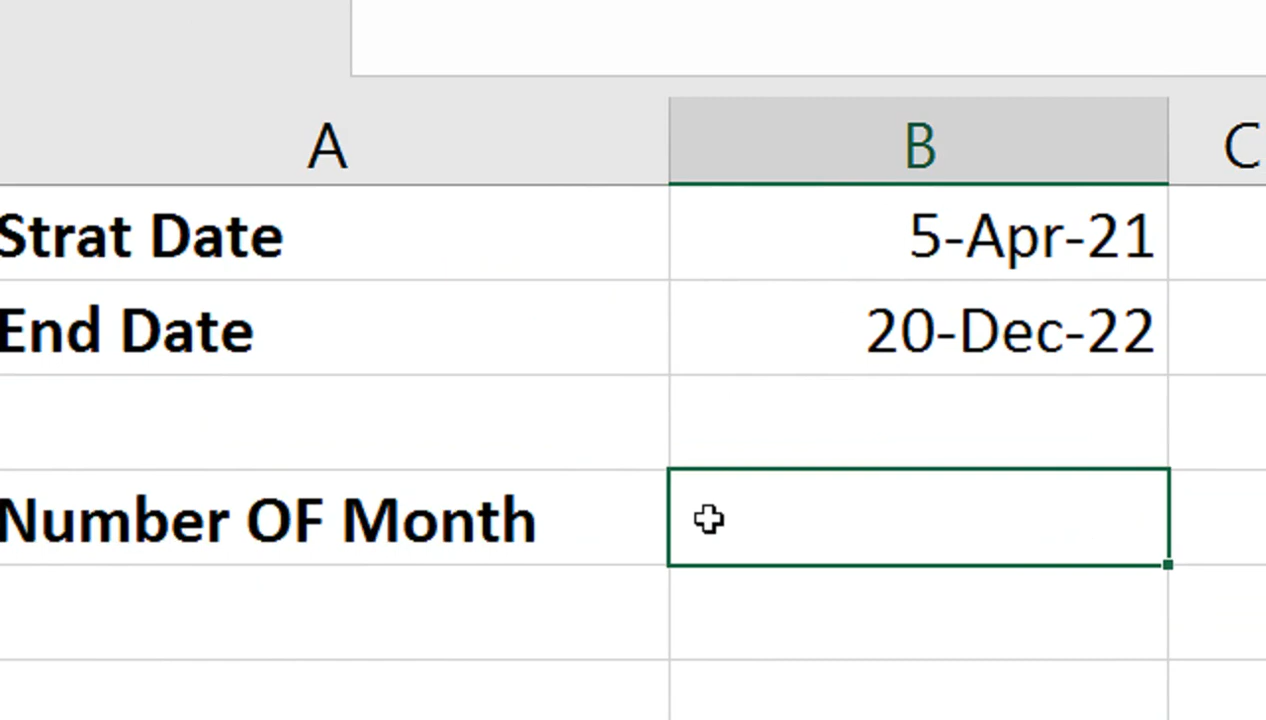 A B C
Strat Date 5-Apr-21
End Date 20-Dec-22
Number OF Month